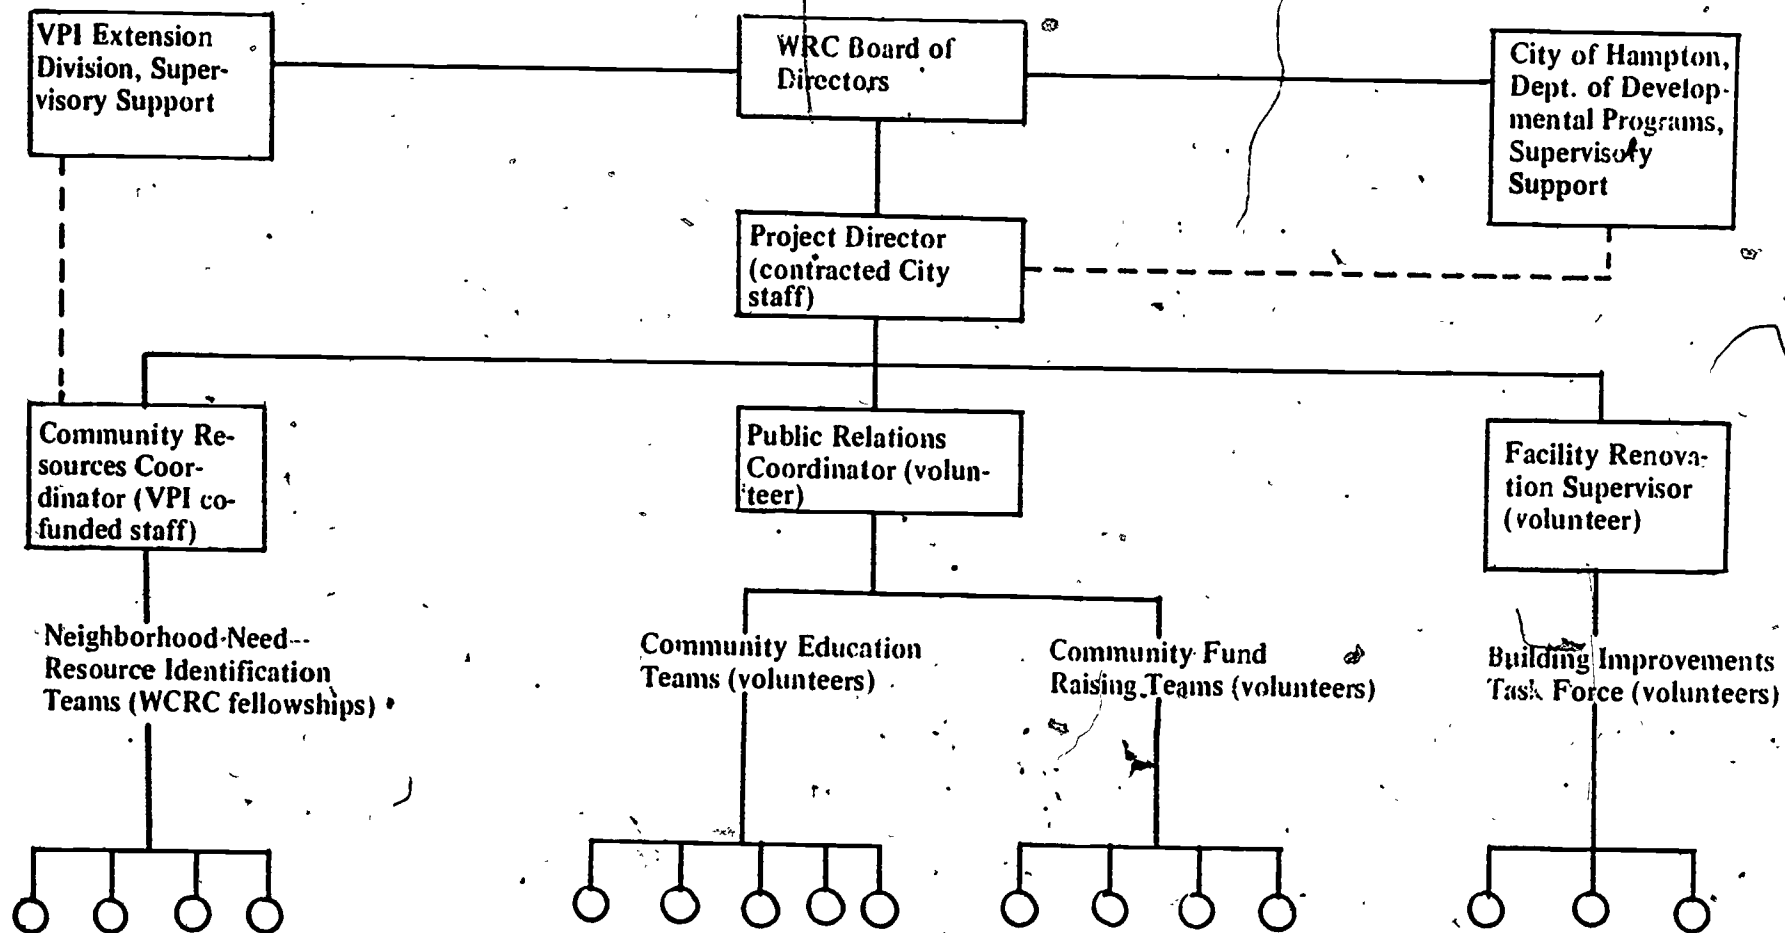 VPI Extension
Division, Super-
visory Support
WRC Board of
Directors
City of Hampton,
Dept. of Develop-
mental Programs,
Supervisory
Support
Project Director
(contracted City
staff)
Community Re-
sources Coor-
dinator (VPI co-
funded staff)
Public Relations
Coordinator (volun-
teer)
Facility Renova-
tion Supervisor
(volunteer)
Neighborhood Need--
Resource Identification
Teams (WCRC fellowships)
Community Education
Teams (volunteers)
Community Fund
Raising Teams (volunteers)
Building Improvements
Task Force (volunteers)